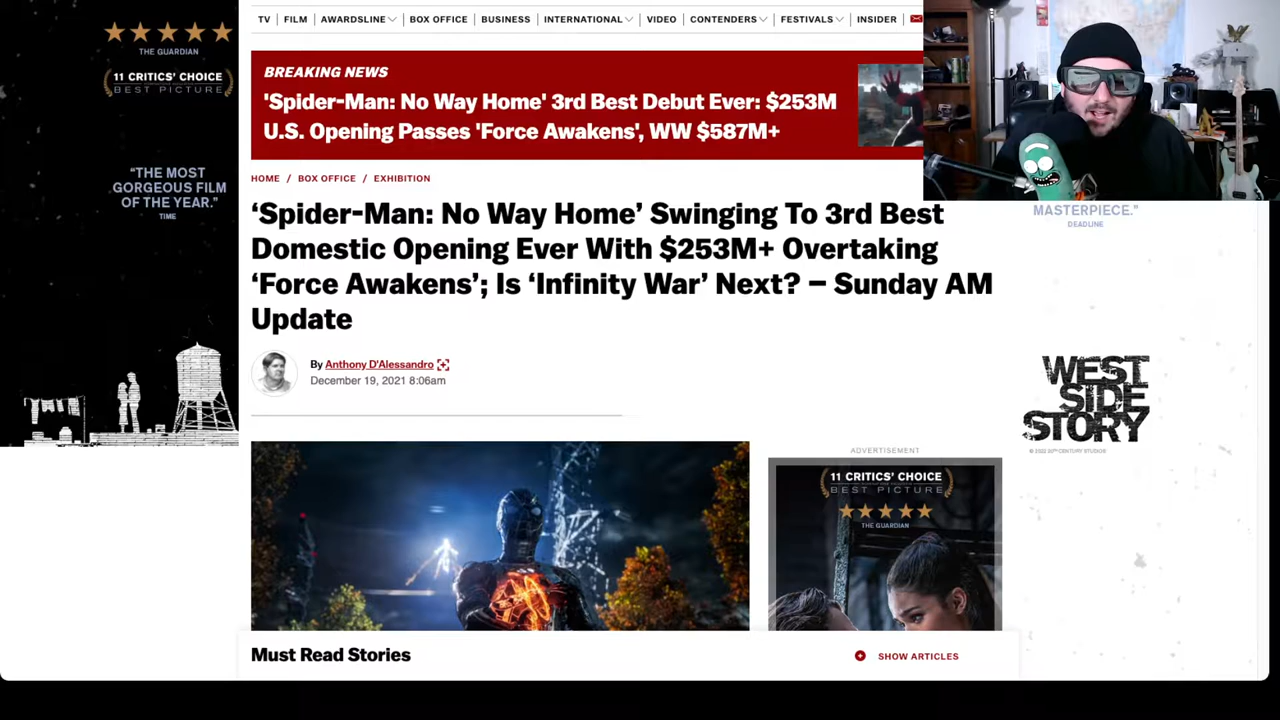 TV
FILM
AWARDSLINE
BOX OFFICE
BUSINESS
INTERNATIONAL
VIDEO
CONTENDERS
FESTIVALS
INSIDER
THE GUARDIAN
11 CRITICS' CHOICE
BEST PICTURE
"THE MOST
GORGEOUS FILM
OF THE YEAR."
TIME
BREAKING NEWS
'Spider-Man: No Way Home' 3rd Best Debut Ever: $253M
U.S. Opening Passes 'Force Awakens', WW $587M+
HOME / BOX OFFICE / EXHIBITION
‘Spider-Man: No Way Home’ Swinging To 3rd Best
Domestic Opening Ever With $253M+ Overtaking
‘Force Awakens’; Is ‘Infinity War’ Next? – Sunday AM
Update
By Anthony D'Alessandro
December 19, 2021 8:06am
MASTERPIECE."
DEADLINE
WEST
SIDE
STORY
© 2022 20TH CENTURY STUDIOS
ADVERTISEMENT
11 CRITICS' CHOICE
BEST PICTURE
THE GUARDIAN
Must Read Stories
SHOW ARTICLES